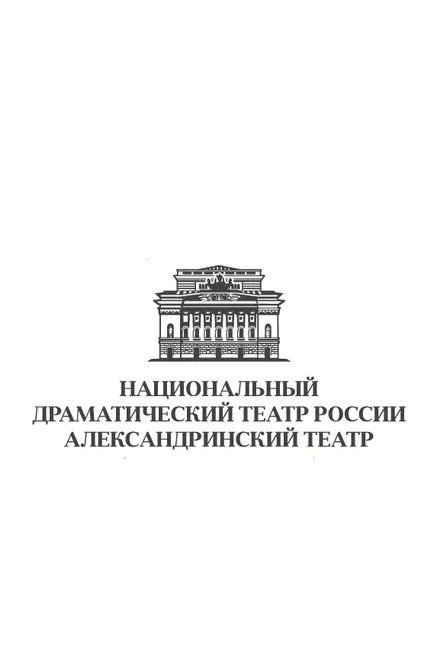 НАЦИОНАЛЬНЫЙ
ДРАМАТИЧЕСКИЙ ТЕАТР РОССИИ
АЛЕКСАНДРИНСКИЙ ТЕАТР